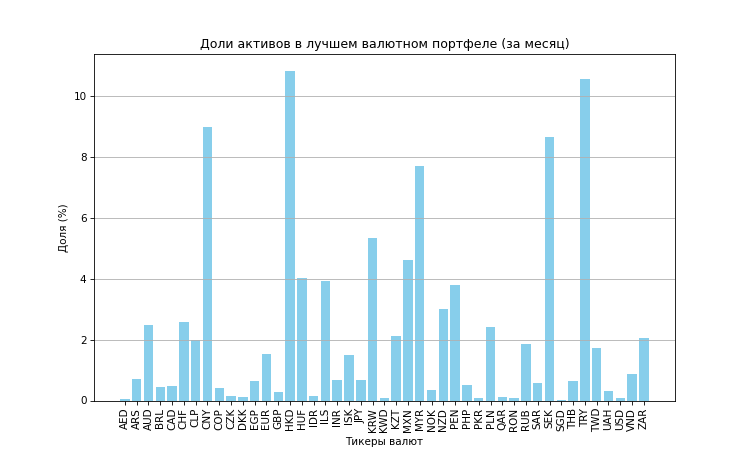 Доли активов в лучшем валютном портфеле (за месяц)
Доля (%)
10
8
6
4
2
0
AED
ARS
AUD
BRL
CAD
CHF
CLP
CNY
COP
CZK
DKK
EGP
EUR
GBP
HKD
HUF
IDR
ILS
INR
ISK
JPY
KRW
KWD
KZT
MXN
MYR
NOK
NZD
PEN
PHP
PKR
PLN
QAR
RON
RUB
SAR
SEK
SGD
THB
TRY
TWD
UAH
USD
VND
ZAR
Тикеры валют